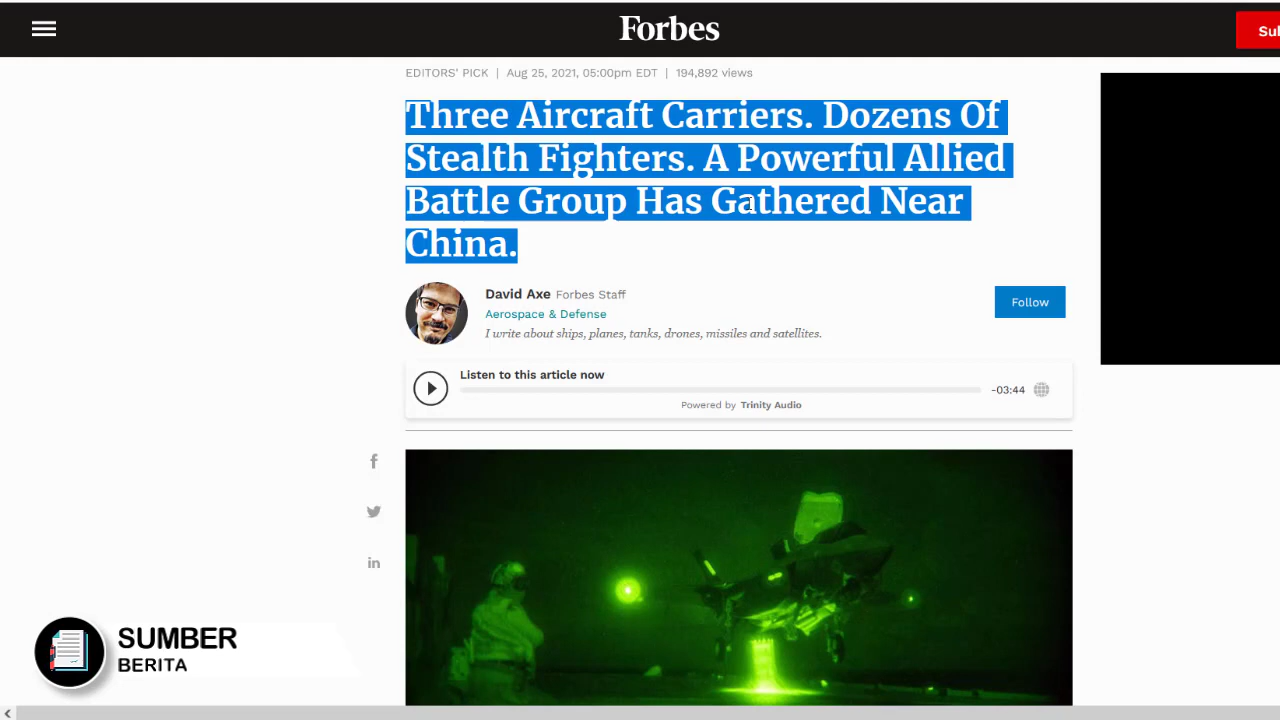 Forbes
EDITORS' PICK | Aug 25, 2021, 05:00pm EDT | 194,892 views
Three Aircraft Carriers. Dozens Of
Stealth Fighters. A Powerful Allied
Battle Group Has Gathered Near
China.
David Axe Forbes Staff
Aerospace & Defense
I write about ships, planes, tanks, drones, missiles and satellites.
Follow
Listen to this article now
-03:44
Powered by Trinity Audio
SUMBER
BERITA